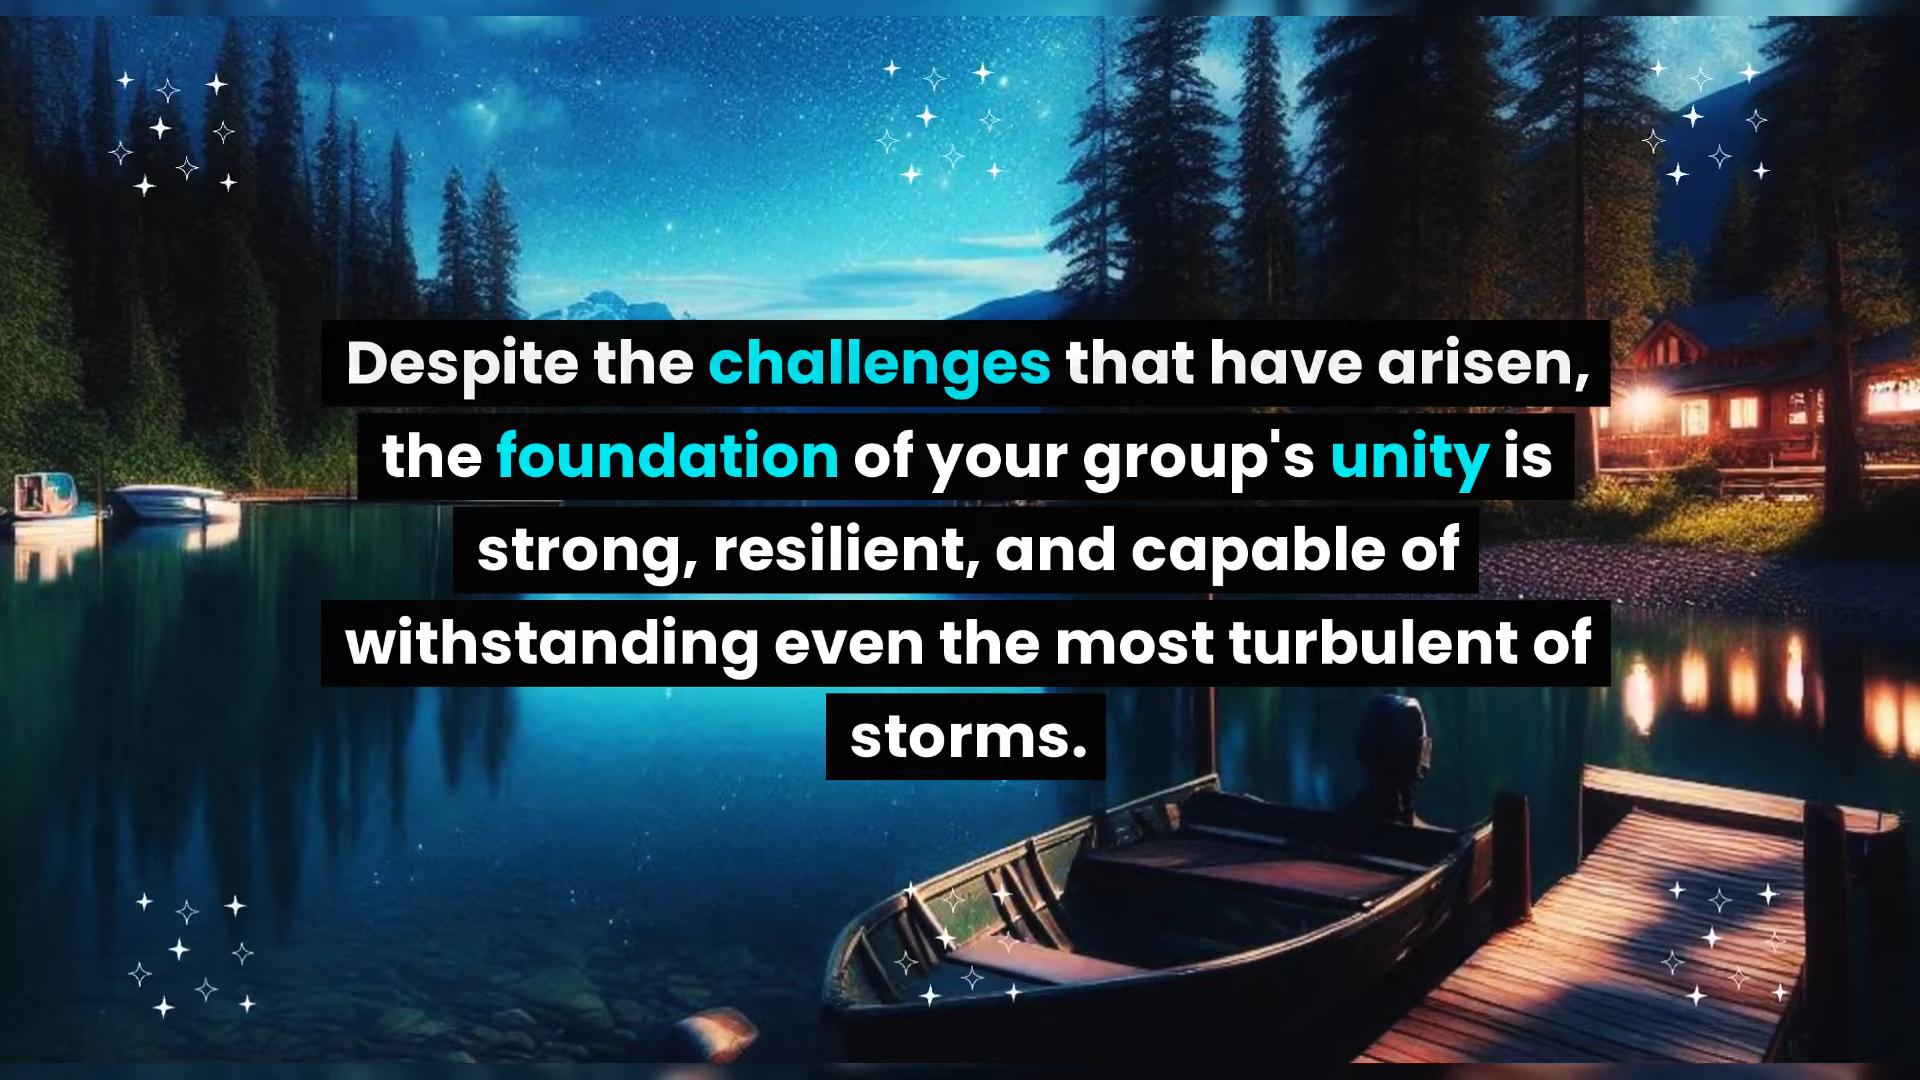 Despite the challenges that have arisen,
the foundation of your group's unity is
strong, resilient, and capable of
withstanding even the most turbulent of
storms.